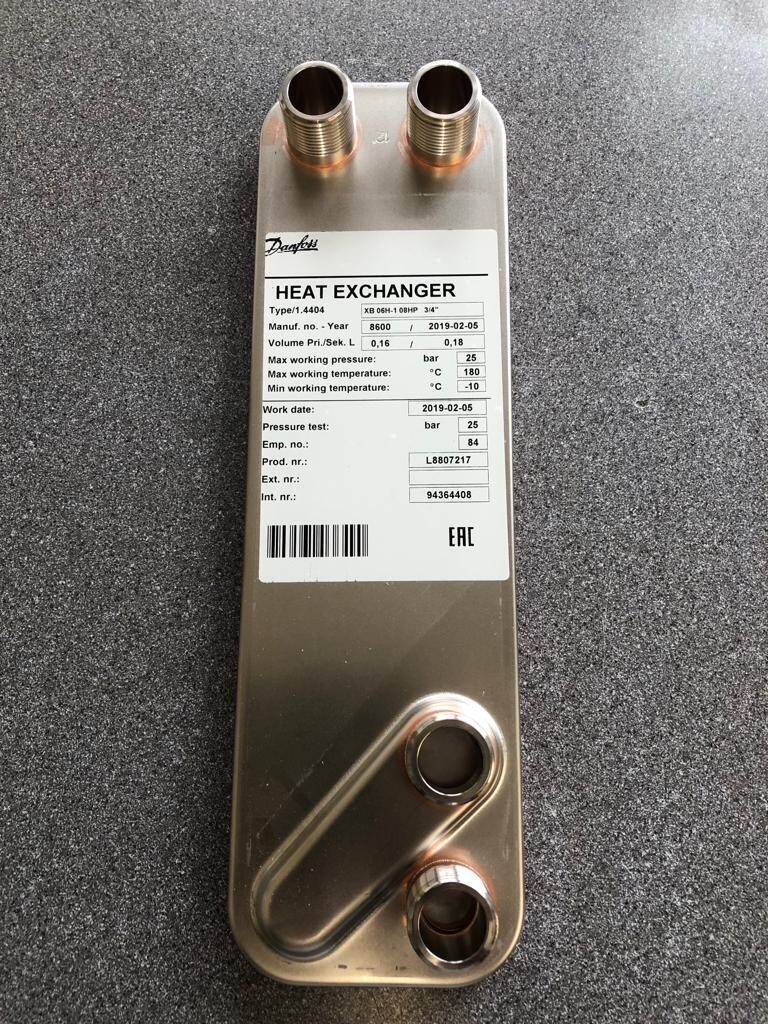 Danfoss
HEAT EXCHANGER
Type/1.4404 XB 06H-1 08HP 3/4"
Manuf. no. - Year 8600 / 2019-02-05
Volume Pri./Sek. L 0,16 / 0,18
Max working pressure: bar 25
Max working temperature: °C 180
Min working temperature: °C -10
Work date: 2019-02-05
Pressure test: bar 25
Emp. no.: 84
Prod. nr.: L8807217
Ext. nr.:
Int. nr.: 94364408
EAC